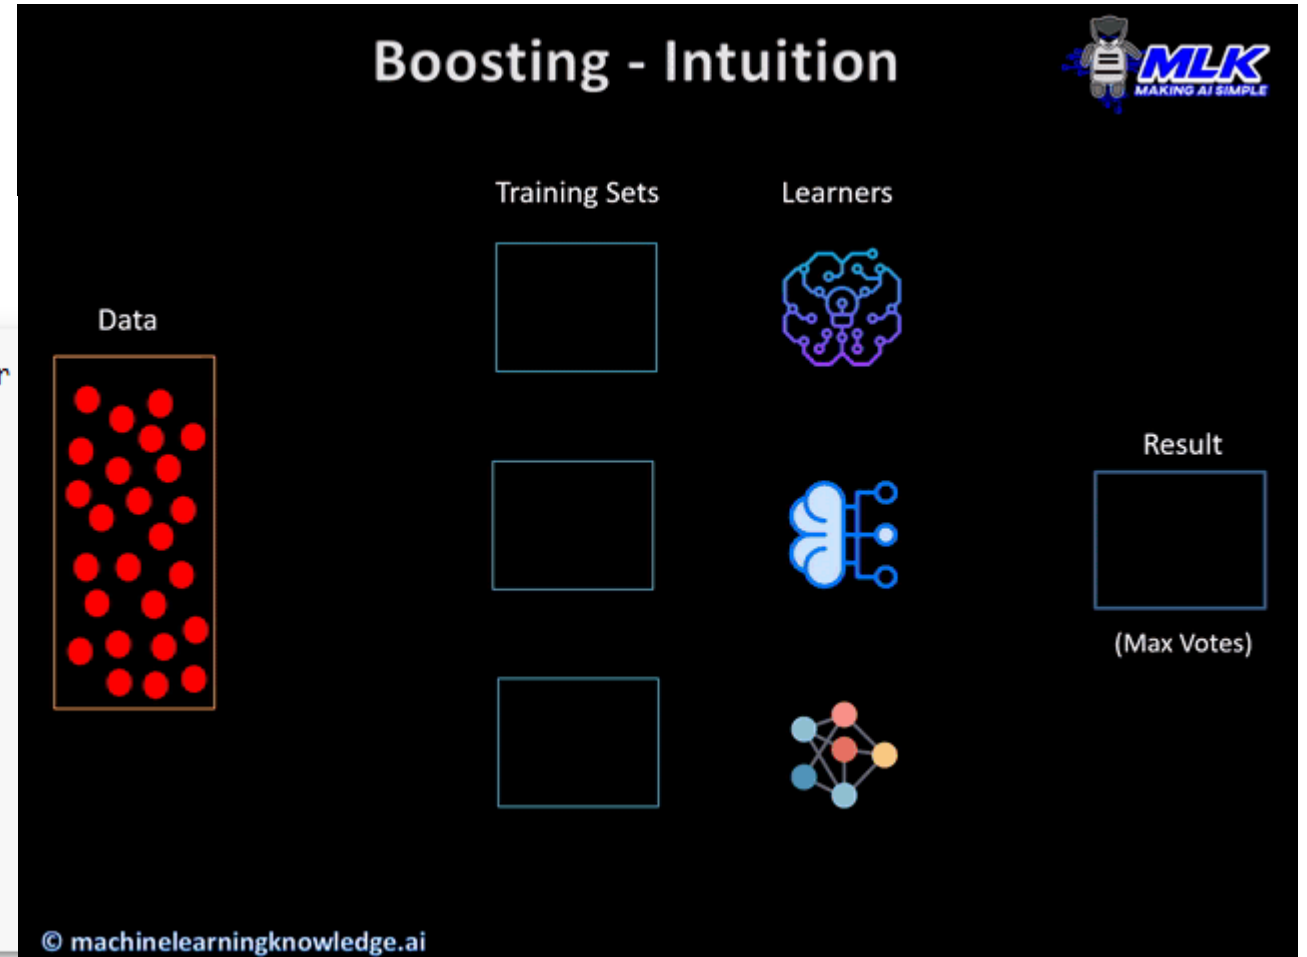 Boosting - Intuition
MLK
MAKING AI SIMPLE
Training Sets
Learners
Data
r
Result
(Max Votes)
© machinelearningknowledge.ai